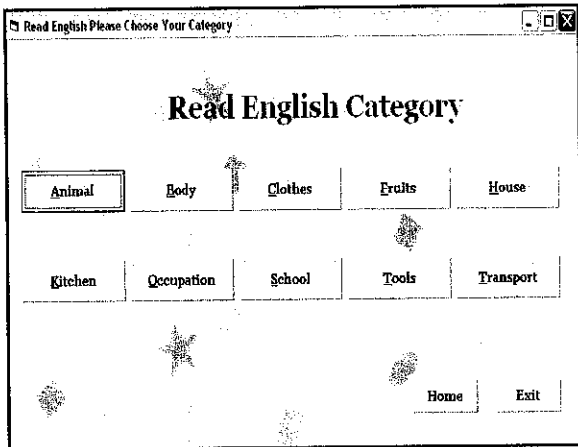 Read English Please Choose Your Category
Read English Category
Animal Body Clothes Fruits House
Kitchen Occupation School Tools Transport
Home Exit